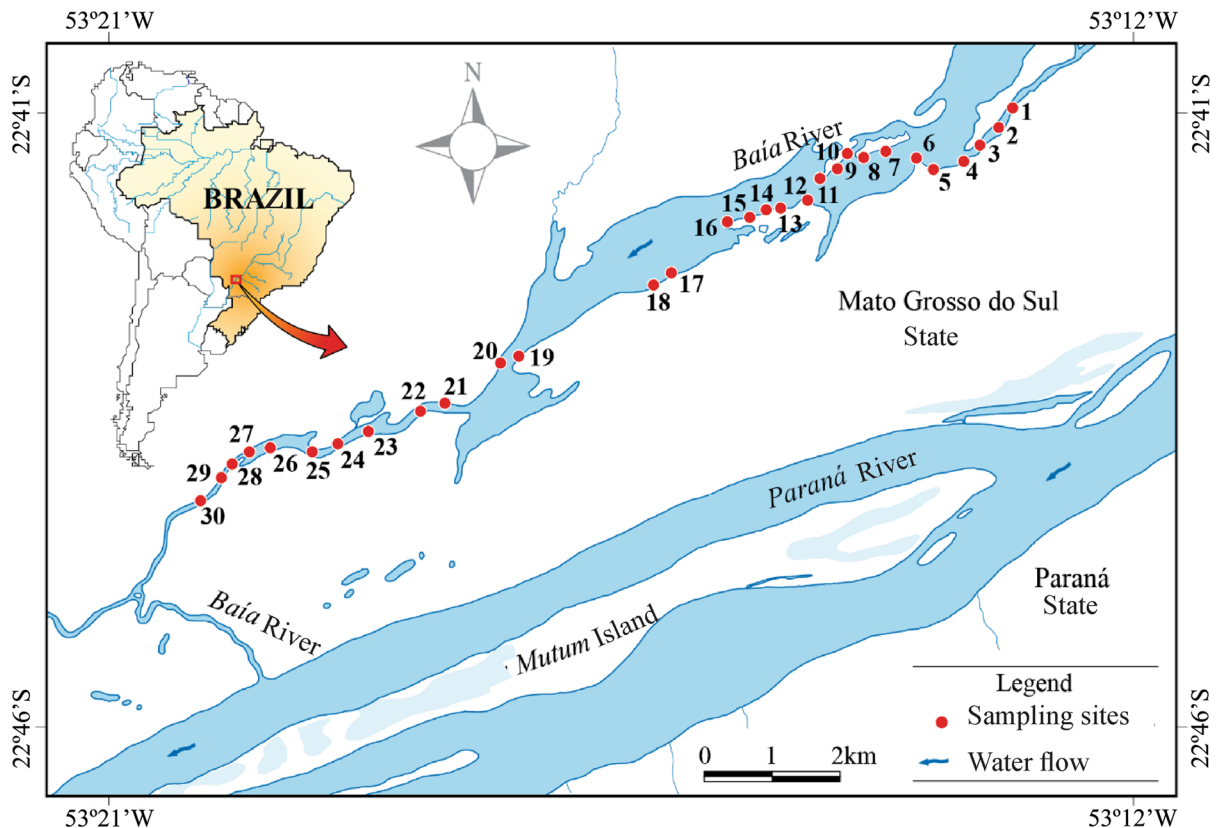 53º21’W
53º12’W
22º41’S
22º41’S
N
BRAZIL
Baía River
1
2
3
4
5
6
7
8
9
10
11
12
13
14
15
16
17
18
19
20
21
22
23
24
25
26
27
28
29
30
Mato Grosso do Sul
State
Paraná River
Paraná
State
Baía River
Mutum Island
Legend
Sampling sites
Water flow
0 1 2km
22º46’S
22º46’S
53º21’W
53º12’W